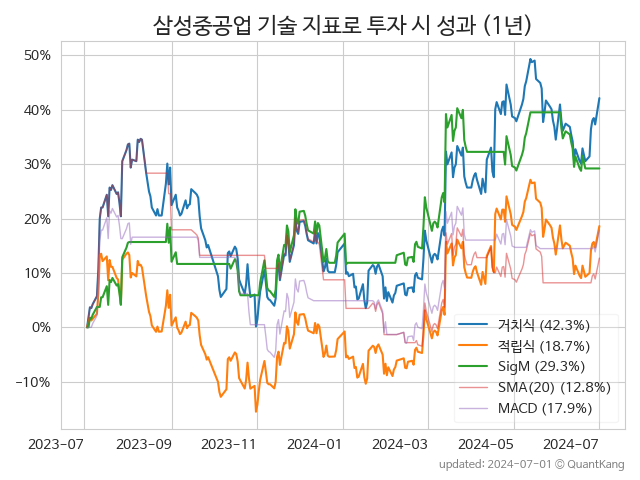 삼성중공업 기술 지표로 투자 시 성과 (1년)
50%
40%
30%
20%
10%
0%
−10%
거치식 (42.3%)
적립식 (18.7%)
SigM (29.3%)
SMA(20) (12.8%)
MACD (17.9%)
2023-07 2023-09 2023-11 2024-01 2024-03 2024-05 2024-07
updated: 2024-07-01 © QuantKang